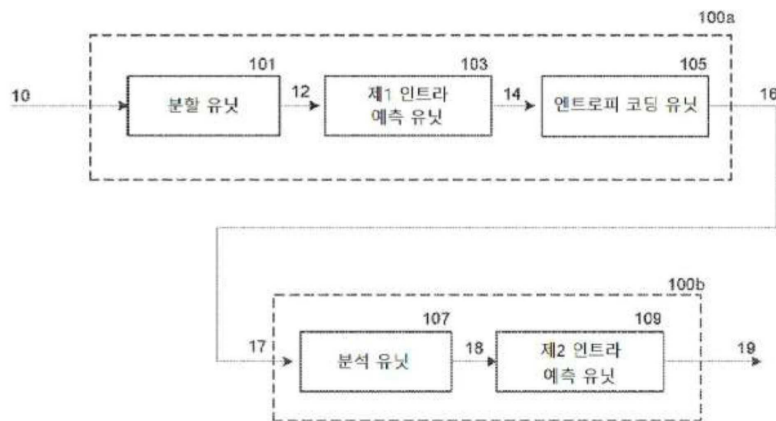 100a
101
103
105
10
분할 유닛
12
제1 인트라
예측 유닛
14
엔트로피 코딩 유닛
16
100b
107
109
17
분석 유닛
18
제2 인트라
예측 유닛
19